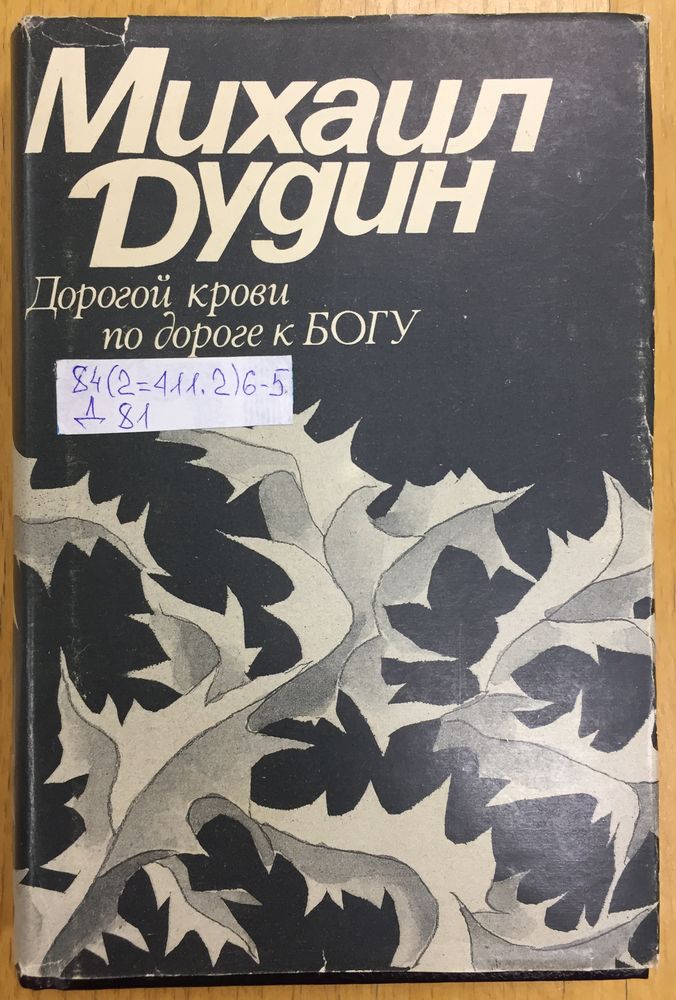 Михаил
Дудин
Дорогой крови
по дороге к БОГУ
84(2=411.2)6-5
Д 81